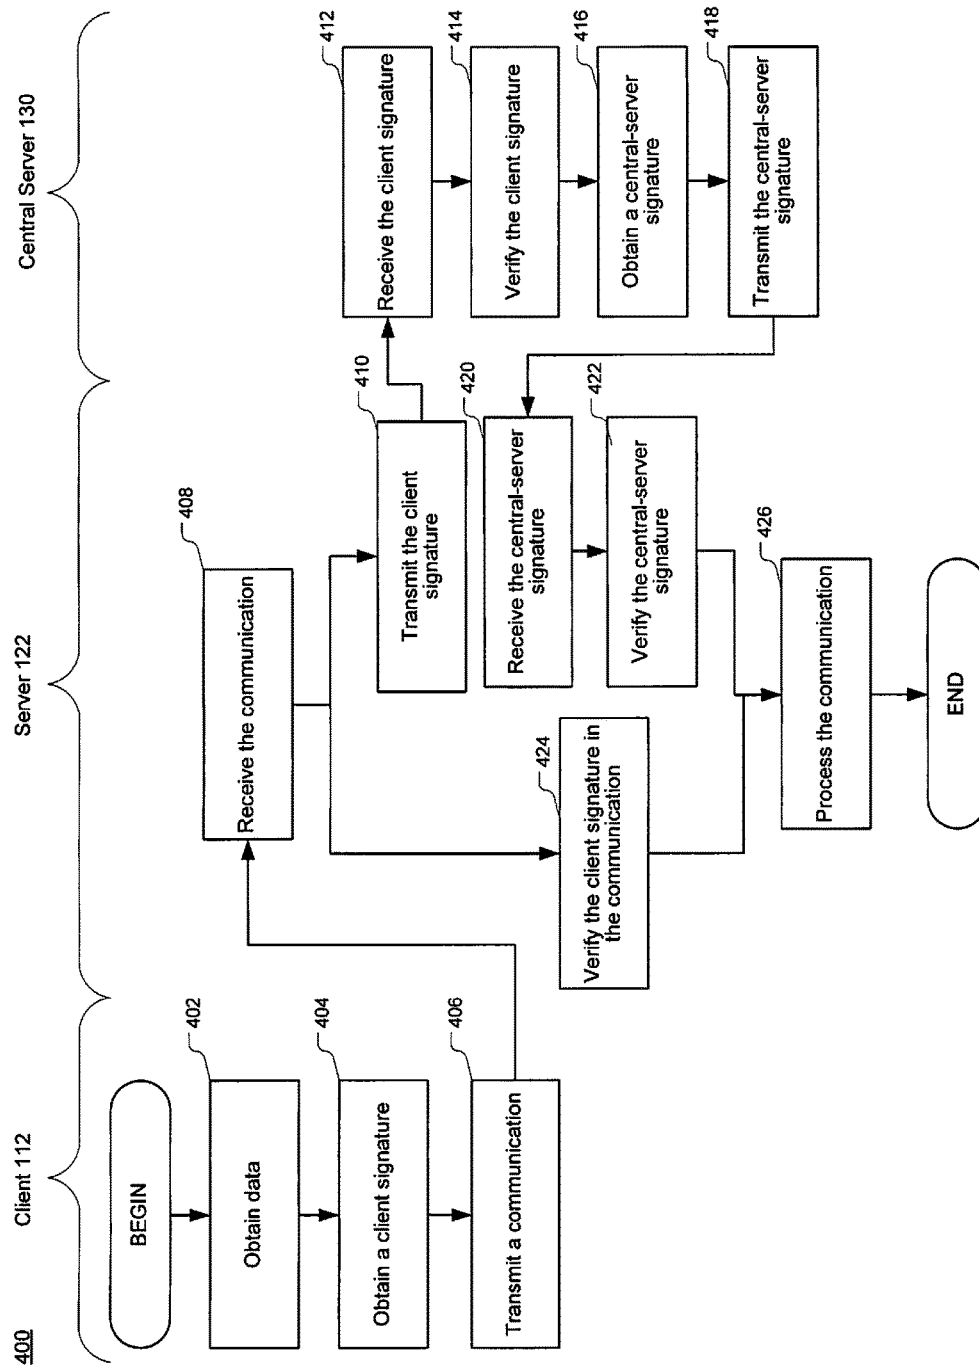 400
Client 112
Server 122
Central Server 130
BEGIN
402
Obtain data
404
Obtain a client signature
406
Transmit a communication
408
Receive the communication
410
Transmit the client
signature
412
Receive the client signature
414
Verify the client signature
416
Obtain a central-server
signature
418
Transmit the central-server
signature
420
Receive the central-server
signature
422
Verify the central-server
signature
424
Verify the client signature in
the communication
426
Process the communication
END